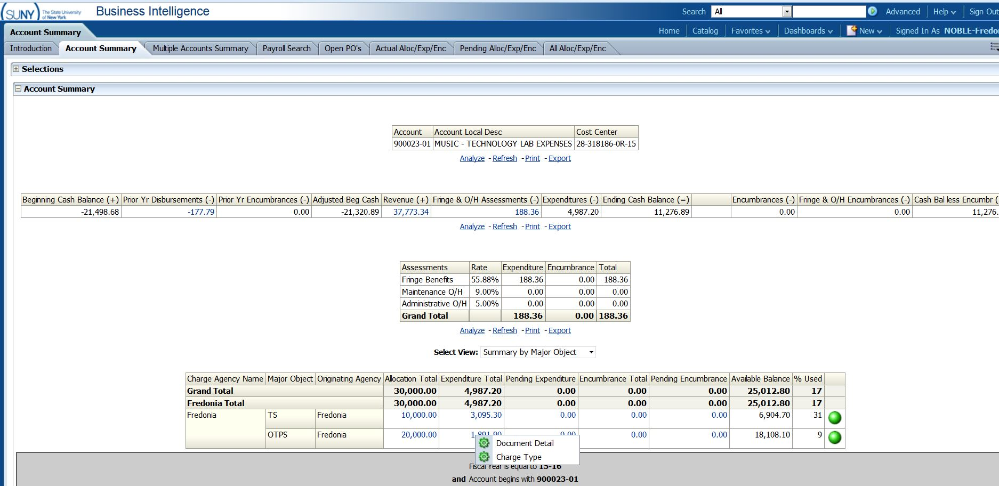 SUNY The State University of New York Business Intelligence Search All Advanced Help Sign Out
Account Summary Home Catalog Favorites Dashboards New Signed In As NOBLE-Fredo
Introduction Account Summary Multiple Accounts Summary Payroll Search Open PO's Actual Alloc/Exp/Enc Pending Alloc/Exp/Enc All Alloc/Exp/Enc
Selections
Account Summary
Account Account Local Desc Cost Center
900023-01 MUSIC - TECHNOLOGY LAB EXPENSES 28-318186-0R-15
Analyze - Refresh - Print - Export
Beginning Cash Balance (+) Prior Yr Disbursements (-) Prior Yr Encumbrances (-) Adjusted Beg Cash Revenue (+) Fringe & O/H Assessments (-) Expenditures (-) Ending Cash Balance (=) Encumbrances (-) Fringe & O/H Encumbrances (-) Cash Bal less Encumbr (
-21,498.68 -177.79 0.00 -21,320.89 37,773.34 188.36 4,987.20 11,276.89 0.00 0.00 11,276.
Analyze - Refresh - Print - Export
Assessments Rate Expenditure Encumbrance Total
Fringe Benefits 55.88% 188.36 0.00 188.36
Maintenance O/H 9.00% 0.00 0.00 0.00
Administrative O/H 5.00% 0.00 0.00 0.00
Grand Total 188.36 0.00 188.36
Analyze - Refresh - Print - Export
Select View: Summary by Major Object
Charge Agency Name Major Object Originating Agency Allocation Total Expenditure Total Pending Expenditure Encumbrance Total Pending Encumbrance Available Balance % Used
Grand Total 30,000.00 4,987.20 0.00 0.00 0.00 25,012.80 17
Fredonia Total 30,000.00 4,987.20 0.00 0.00 0.00 25,012.80 17
Fredonia TS Fredonia 10,000.00 3,095.30 0.00 0.00 0.00 6,904.70 31
OTPS Fredonia 20,000.00 1,891.90 0.00 0.00 0.00 18,108.10 9
Document Detail
Charge Type
Fiscal Year is equal to 15-16
and Account begins with 900023-01